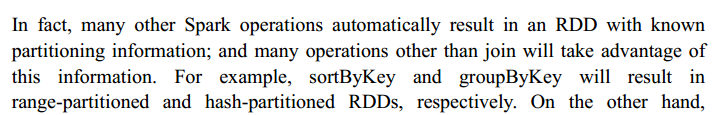 In fact, many other Spark operations automatically result in an RDD with known
partitioning information; and many operations other than join will take advantage of
this information. For example, sortByKey and groupByKey will result in
range-partitioned and hash-partitioned RDDs, respectively. On the other hand,